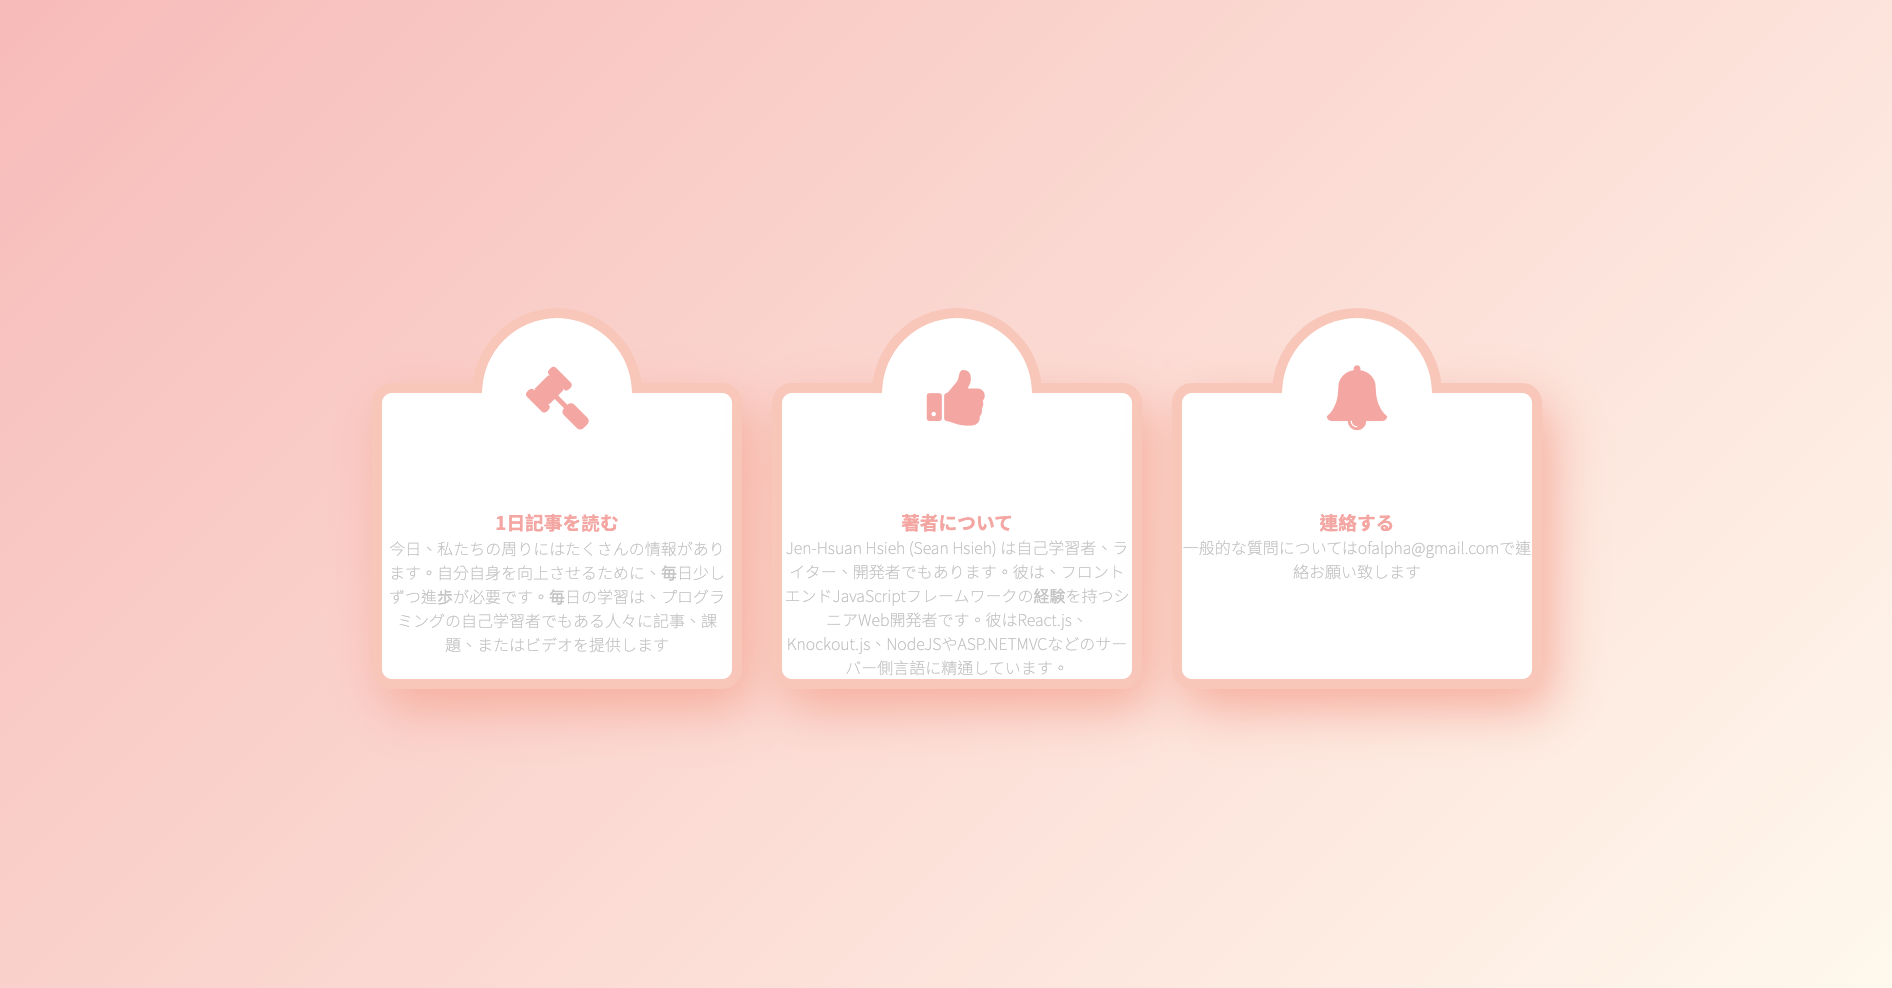 1日記事を読む
今日、私たちの周りにはたくさんの情報があり
ます。自分自身を向上させるために、毎日少し
ずつ進歩が必要です。毎日の学習は、プログラ
ミングの自己学習者でもある人々に記事、課
題、またはビデオを提供します
著者について
Jen-Hsuan Hsieh (Sean Hsieh) は自己学習者、ラ
イター、開発者でもあります。彼は、フロント
エンドJavaScriptフレームワークの経験を持つシ
ニアWeb開発者です。彼はReact.js、
Knockout.js、NodeJSやASP.NETMVCなどのサー
バー側言語に精通しています。
連絡する
一般的な質問についてはofalpha@gmail.comで連
絡お願い致します